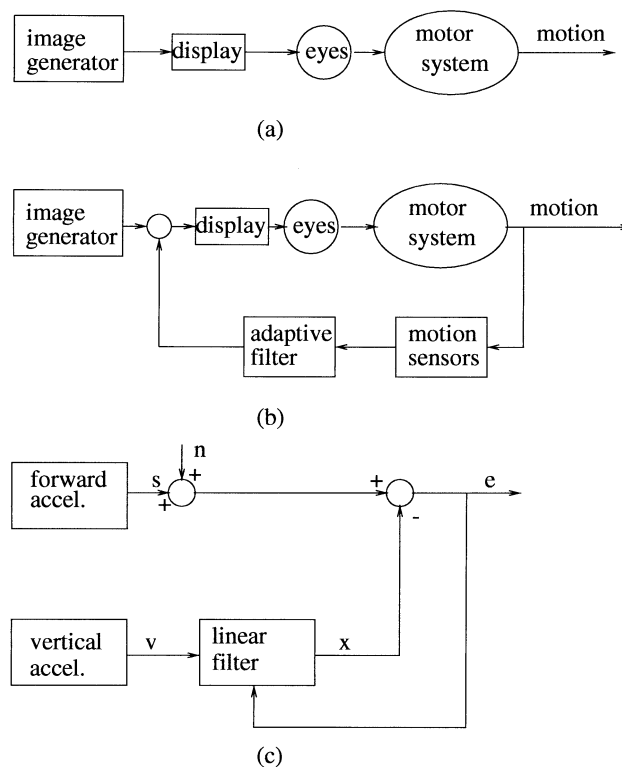 image
generator
display
eyes
motor
system
motion
(a)
image
generator
display
eyes
motor
system
motion
adaptive
filter
motion
sensors
(b)
n
forward
accel.
s
+
+
+
-
e
vertical
accel.
v
linear
filter
x
(c)